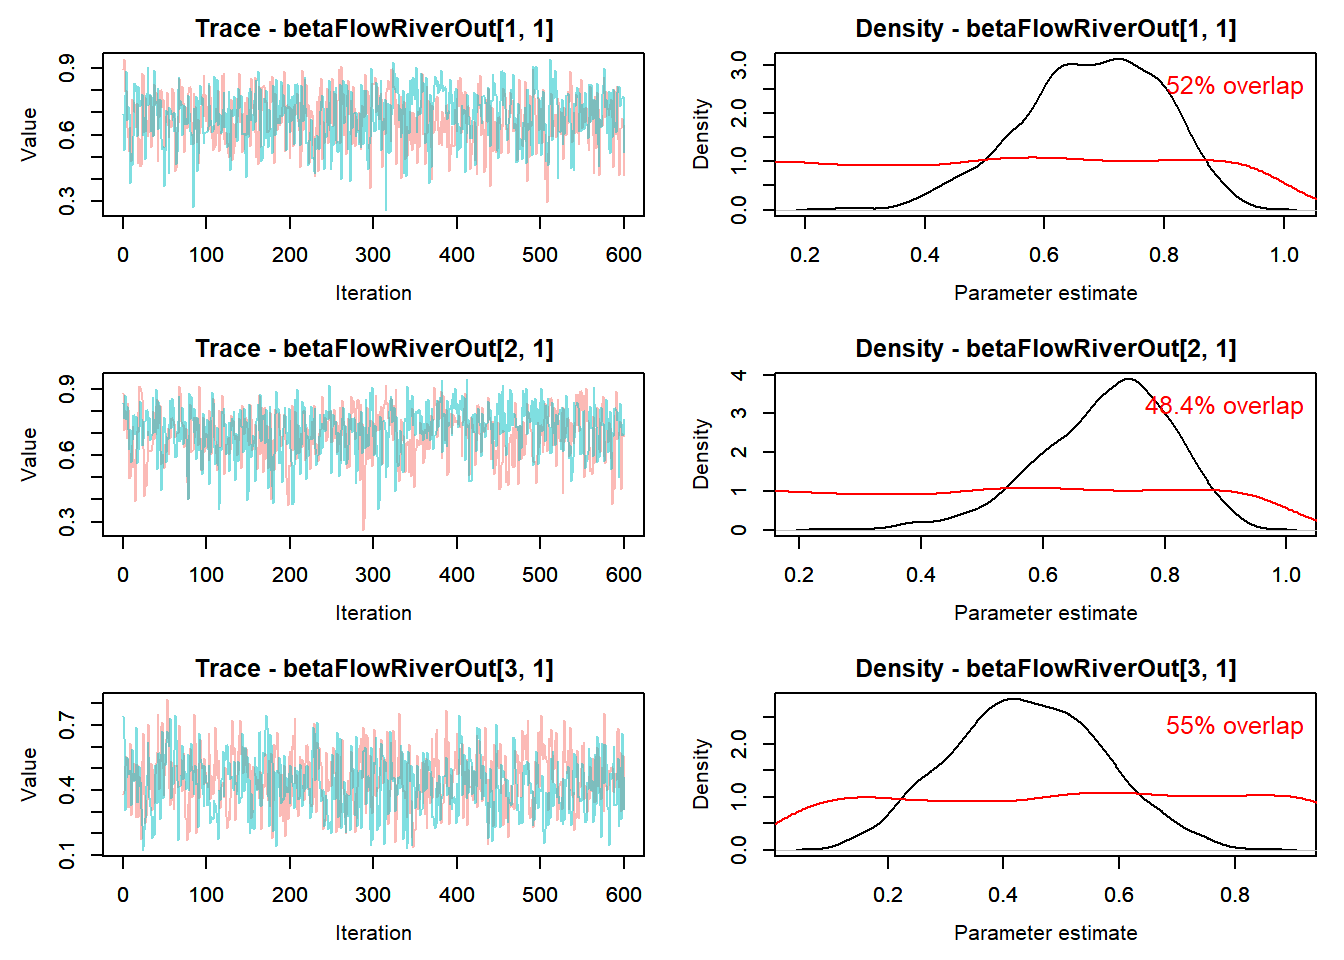 Trace - betaFlowRiverOut[1, 1]
Value
0.3 0.6 0.9
0 100 200 300 400 500 600
Iteration
Density - betaFlowRiverOut[1, 1]
52% overlap
Density
0.0 1.0 2.0 3.0
0.2 0.4 0.6 0.8 1.0
Parameter estimate
Trace - betaFlowRiverOut[2, 1]
Value
0.3 0.6 0.9
0 100 200 300 400 500 600
Iteration
Density - betaFlowRiverOut[2, 1]
48.4% overlap
Density
0 1 2 3 4
0.2 0.4 0.6 0.8 1.0
Parameter estimate
Trace - betaFlowRiverOut[3, 1]
Value
0.1 0.4 0.7
0 100 200 300 400 500 600
Iteration
Density - betaFlowRiverOut[3, 1]
55% overlap
Density
0.0 1.0 2.0
0.2 0.4 0.6 0.8
Parameter estimate